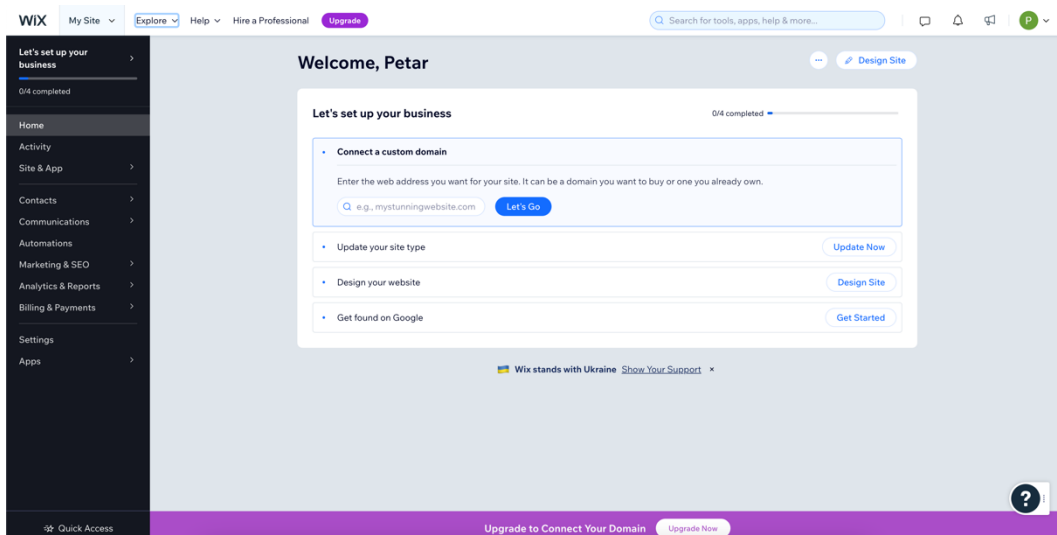 WiX
My Site
Explore
Help
Hire a Professional
Upgrade
Search for tools, apps, help & more...
P
Let's set up your
business
0/4 completed
Home
Activity
Site & App
Contacts
Communications
Automations
Marketing & SEO
Analytics & Reports
Billing & Payments
Settings
Apps
Quick Access
Welcome, Petar
...
Design Site
Let's set up your business
0/4 completed
Connect a custom domain
Enter the web address you want for your site. It can be a domain you want to buy or one you already own.
e.g., mystunningwebsite.com
Let's Go
Update your site type
Update Now
Design your website
Design Site
Get found on Google
Get Started
Wix stands with Ukraine Show Your Support ×
?
Upgrade to Connect Your Domain
Upgrade Now